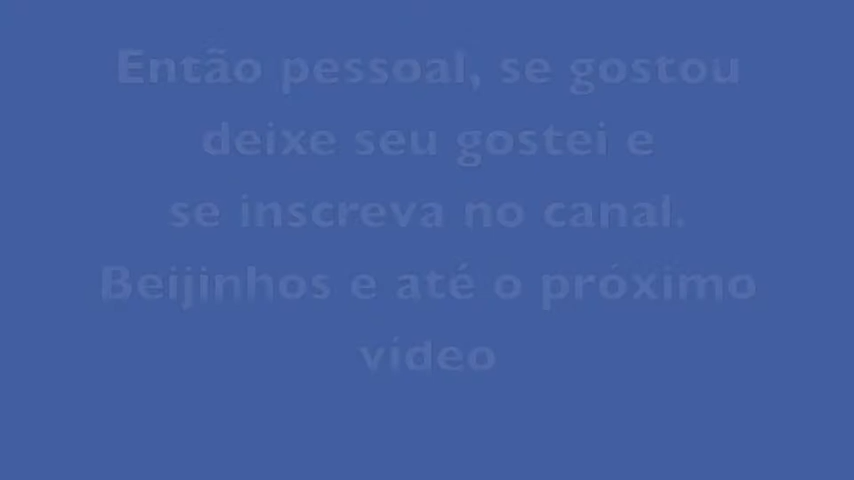 Então pessoal, se gostou
deixe seu gostei e
se inscreva no canal.
Beijinhos e até o próximo
vídeo